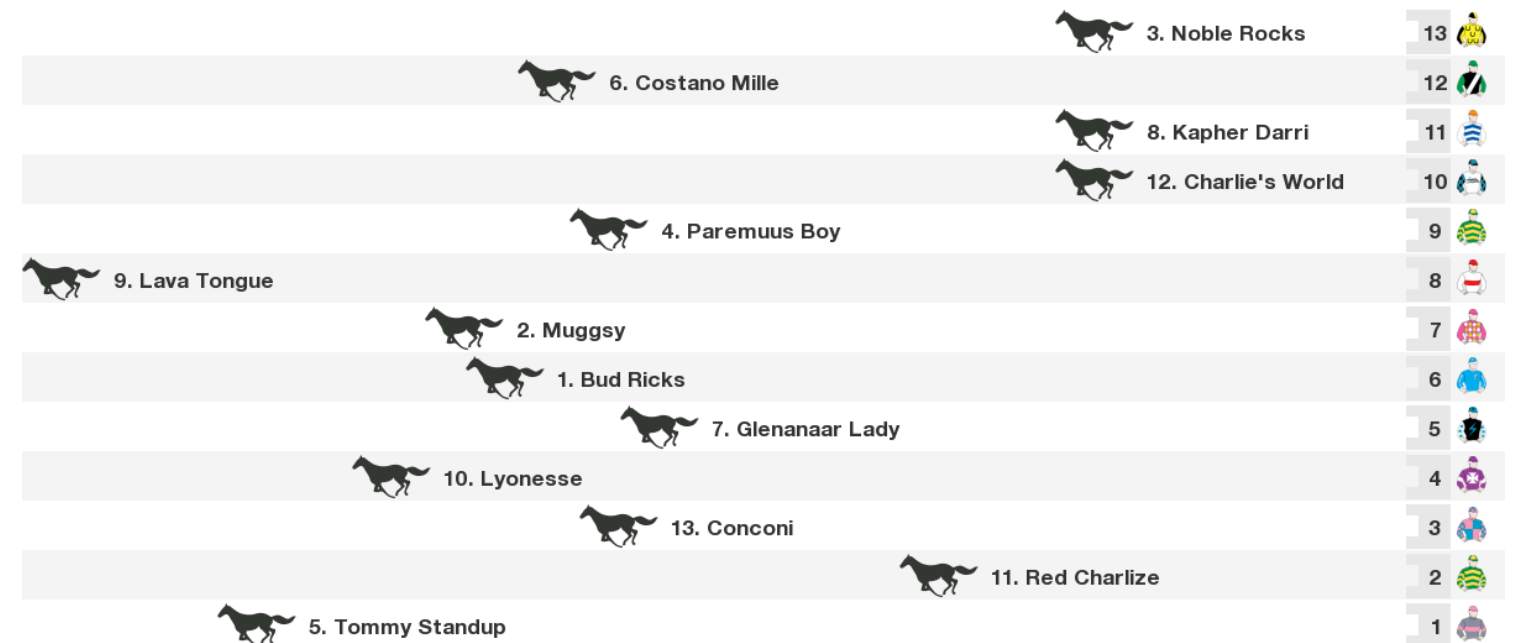 3. Noble Rocks 13
6. Costano Mille 12
8. Kapher Darri 11
12. Charlie's World 10
4. Paremuus Boy 9
9. Lava Tongue 8
2. Muggsy 7
1. Bud Ricks 6
7. Glenanaar Lady 5
10. Lyonesse 4
13. Conconi 3
11. Red Charlize 2
5. Tommy Standup 1